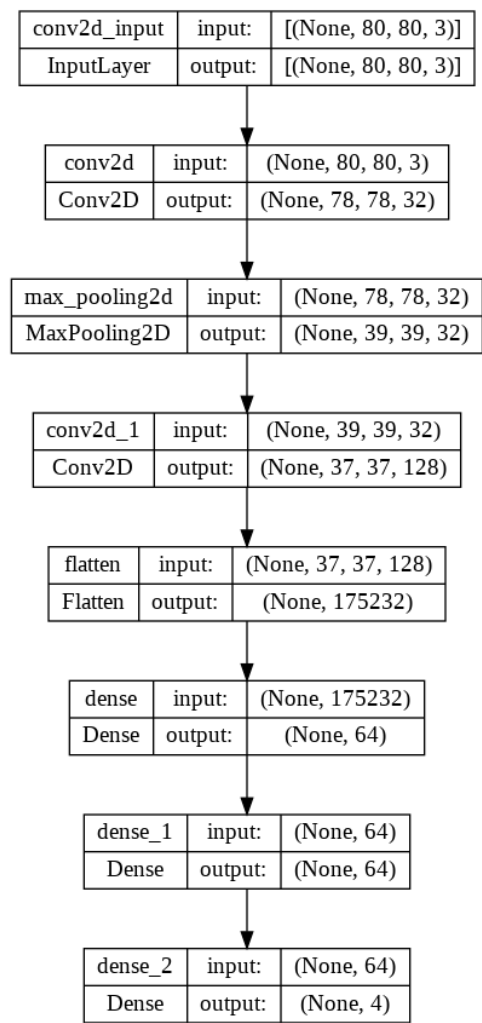 conv2d_input input: [(None, 80, 80, 3)]
InputLayer output: [(None, 80, 80, 3)]
conv2d input: (None, 80, 80, 3)
Conv2D output: (None, 78, 78, 32)
max_pooling2d input: (None, 78, 78, 32)
MaxPooling2D output: (None, 39, 39, 32)
conv2d_1 input: (None, 39, 39, 32)
Conv2D output: (None, 37, 37, 128)
flatten input: (None, 37, 37, 128)
Flatten output: (None, 175232)
dense input: (None, 175232)
Dense output: (None, 64)
dense_1 input: (None, 64)
Dense output: (None, 64)
dense_2 input: (None, 64)
Dense output: (None, 4)